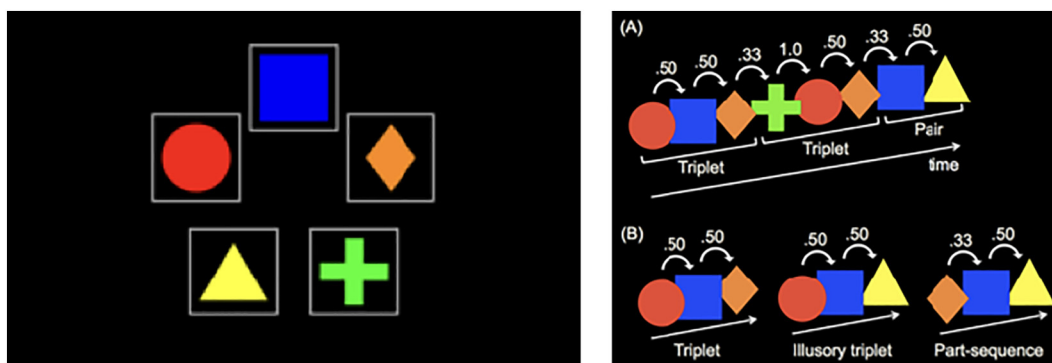 (A)
.50 .50 .33 1.0 .50 .33 .50
Triplet
Triplet
Pair
time
(B)
.50 .50
.50 .50
.33 .50
Triplet
Illusory triplet
Part-sequence